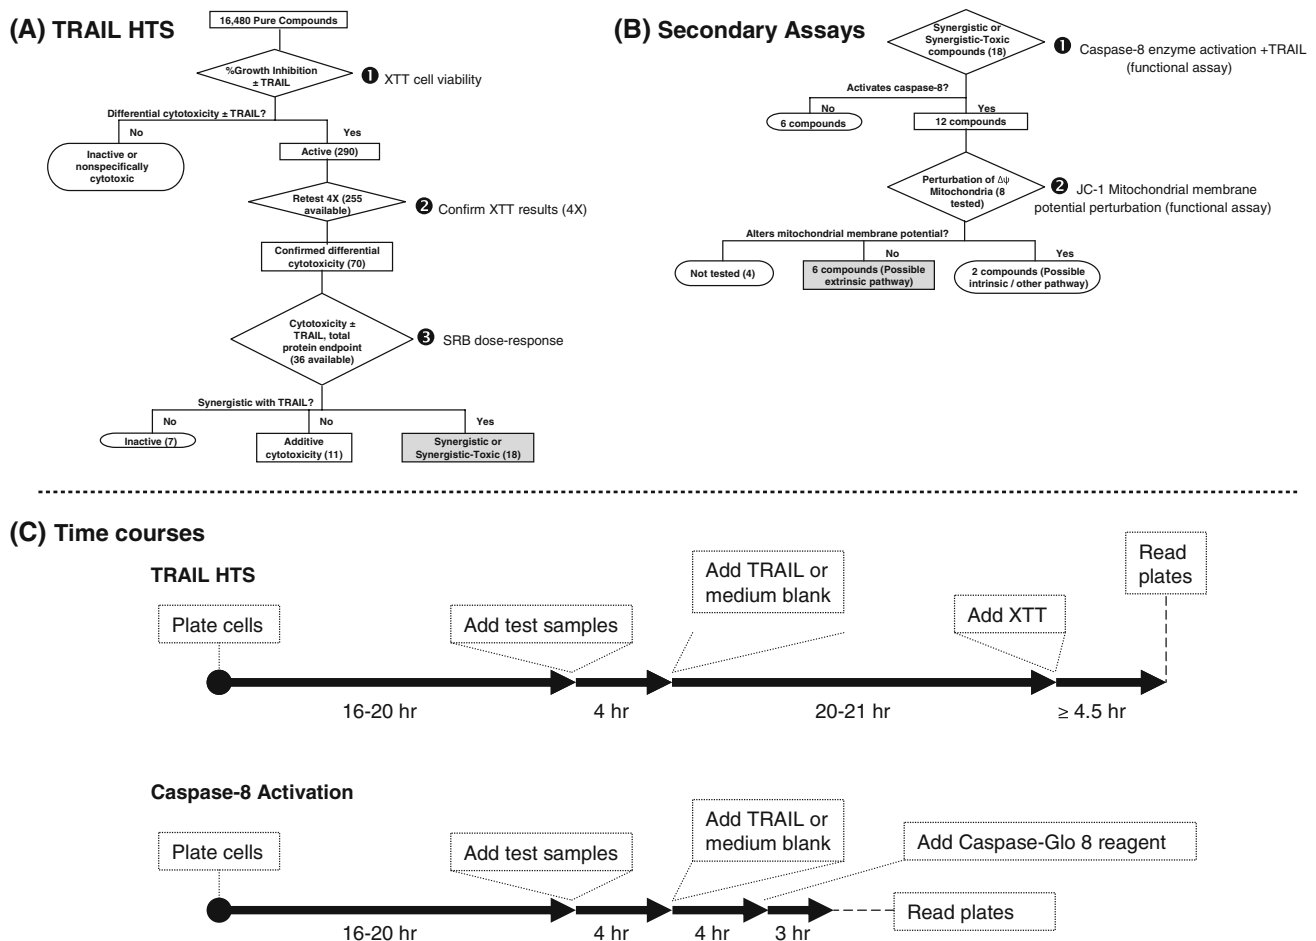 (A) TRAIL HTS
16,480 Pure Compounds
%Growth Inhibition
± TRAIL
❶ XTT cell viability
Differential cytotoxicity ± TRAIL?
No
Yes
Inactive or
nonspecifically
cytotoxic
Active (290)
Retest 4X (255
available)
❷ Confirm XTT results (4X)
Confirmed differential
cytotoxicity (70)
Cytotoxicity ±
TRAIL, total
protein endpoint
(36 available)
❸ SRB dose-response
Synergistic with TRAIL?
No
No
Yes
Inactive (7)
Additive
cytotoxicity (11)
Synergistic or
Synergistic-Toxic (18)
(B) Secondary Assays
Synergistic or
Synergistic-Toxic
compounds (18)
❶ Caspase-8 enzyme activation +TRAIL
(functional assay)
Activates caspase-8?
No
Yes
6 compounds
12 compounds
Perturbation of Δψ
Mitochondria (8
tested)
❷ JC-1 Mitochondrial membrane
potential perturbation (functional assay)
Alters mitochondrial membrane potential?
No
Yes
Not tested (4)
6 compounds (Possible
extrinsic pathway)
2 compounds (Possible
intrinsic / other pathway)
(C) Time courses
TRAIL HTS
Plate cells
Add test samples
Add TRAIL or
medium blank
Add XTT
Read
plates
16-20 hr
4 hr
20-21 hr
≥ 4.5 hr
Caspase-8 Activation
Plate cells
Add test samples
Add TRAIL or
medium blank
Add Caspase-Glo 8 reagent
Read plates
16-20 hr
4 hr
4 hr
3 hr